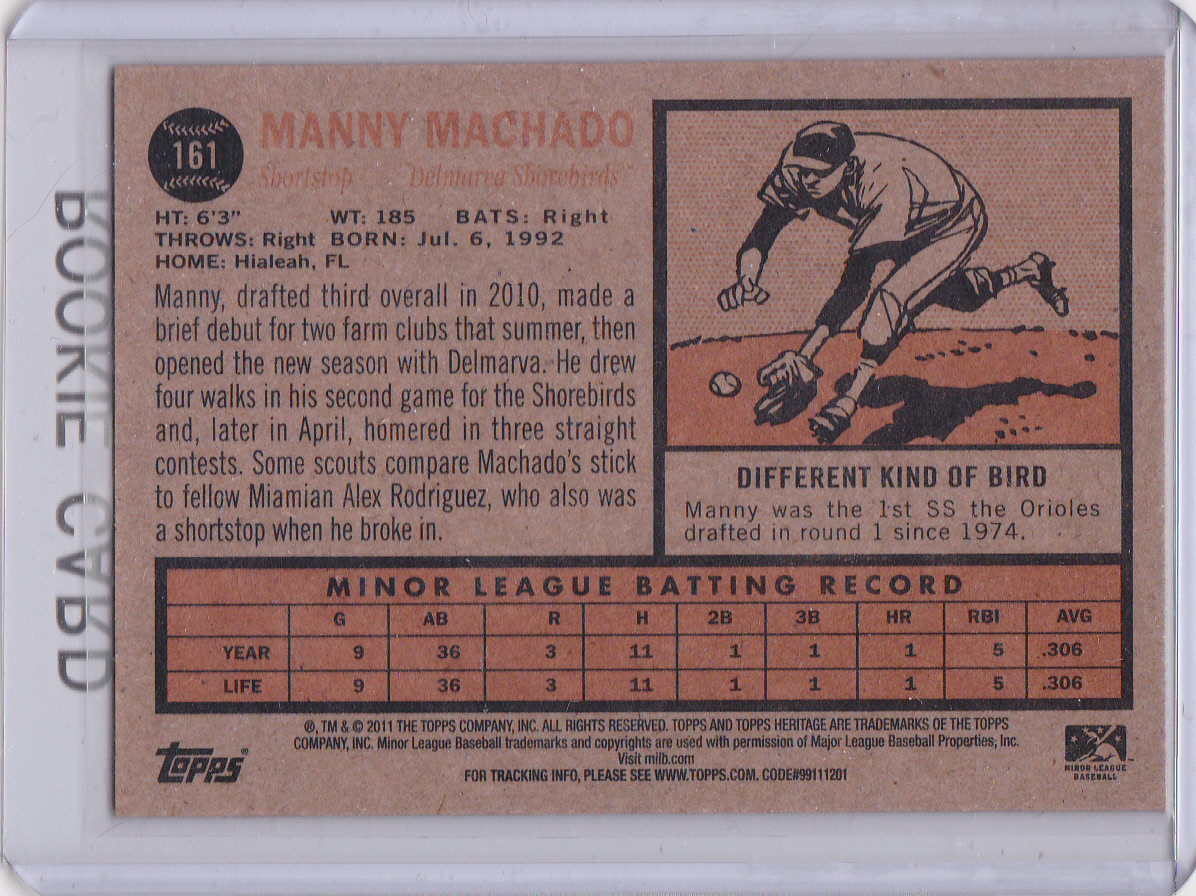 161
MANNY MACHADO
Shortstop Delmarva Shorebirds™
HT: 6'3" WT: 185 BATS: Right
THROWS: Right BORN: Jul. 6, 1992
HOME: Hialeah, FL
Manny, drafted third overall in 2010, made a
brief debut for two farm clubs that summer, then
opened the new season with Delmarva. He drew
four walks in his second game for the Shorebirds
and, later in April, homered in three straight
contests. Some scouts compare Machado's stick
to fellow Miamian Alex Rodriguez, who also was
a shortstop when he broke in.
DIFFERENT KIND OF BIRD
Manny was the 1st SS the Orioles
drafted in round 1 since 1974.
MINOR LEAGUE BATTING RECORD
G AB R H 2B 3B HR RBI AVG
YEAR 9 36 3 11 1 1 1 5 .306
LIFE 9 36 3 11 1 1 1 5 .306
®, TM & © 2011 THE TOPPS COMPANY, INC. ALL RIGHTS RESERVED. TOPPS AND TOPPS HERITAGE ARE TRADEMARKS OF THE TOPPS
COMPANY, INC. Minor League Baseball trademarks and copyrights are used with permission of Major League Baseball Properties, Inc.
Visit milb.com
FOR TRACKING INFO, PLEASE SEE WWW.TOPPS.COM. CODE#99111201
Topps®
MINOR LEAGUE
BASEBALL™
ROOKIE CARD